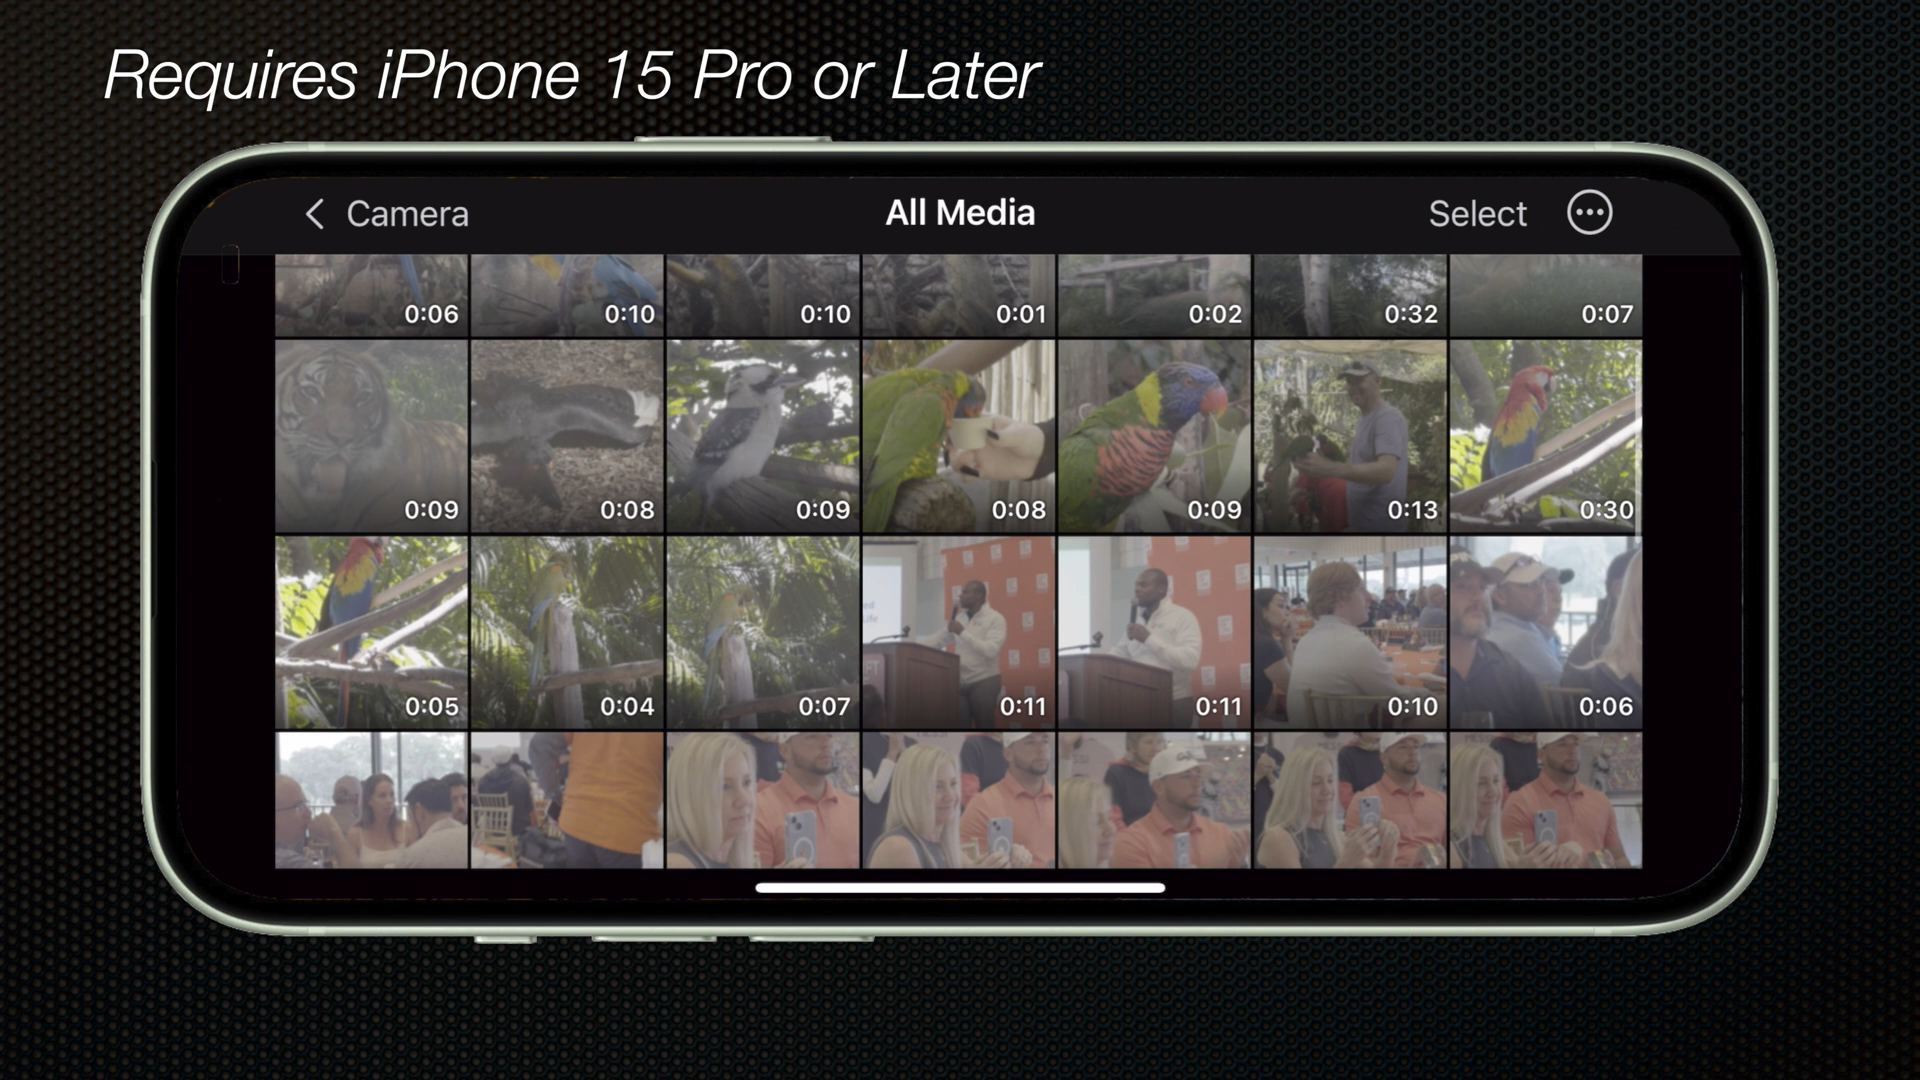 Requires iPhone 15 Pro or Later
Camera
All Media
Select
0:06 0:10 0:10 0:01 0:02 0:32 0:07
0:09 0:08 0:09 0:08 0:09 0:13 0:30
0:05 0:04 0:07 0:11 0:11 0:10 0:06